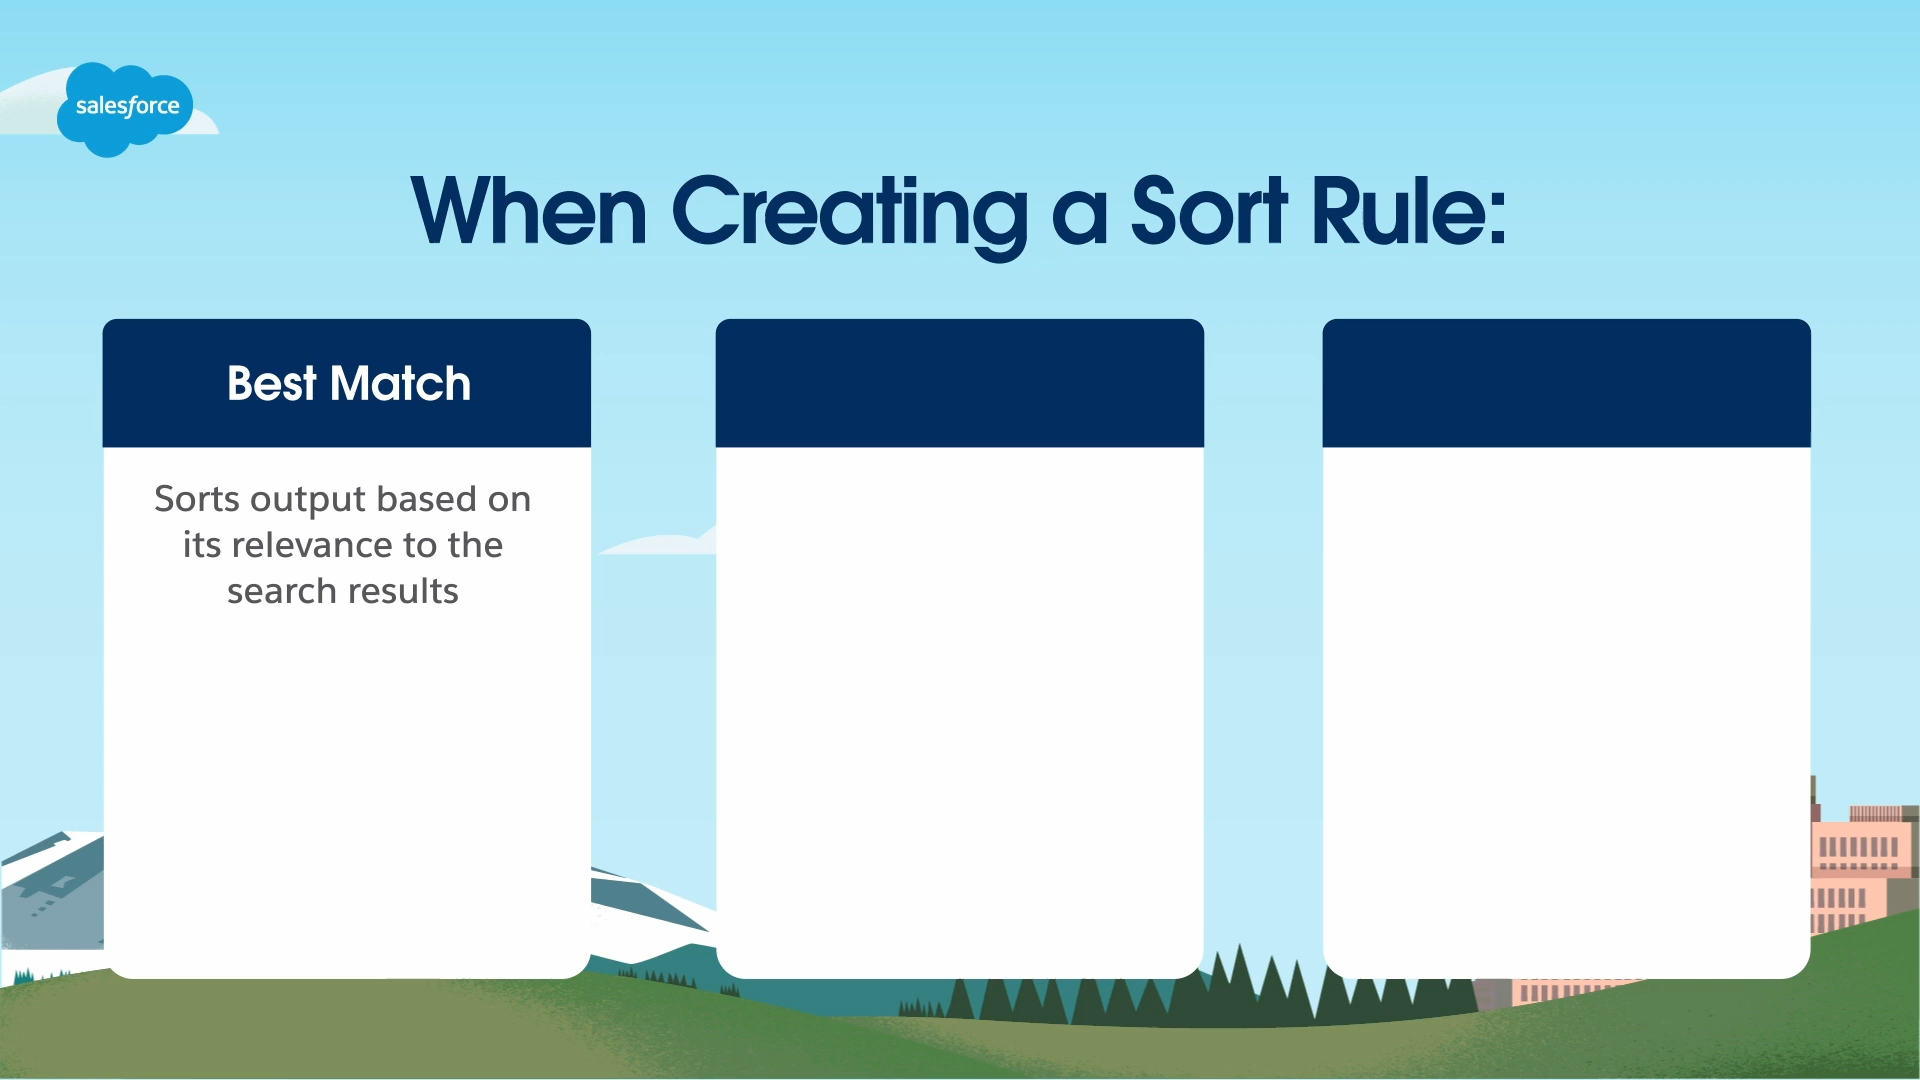 salesforce
When Creating a Sort Rule:
Best Match
Sorts output based on
its relevance to the
search results